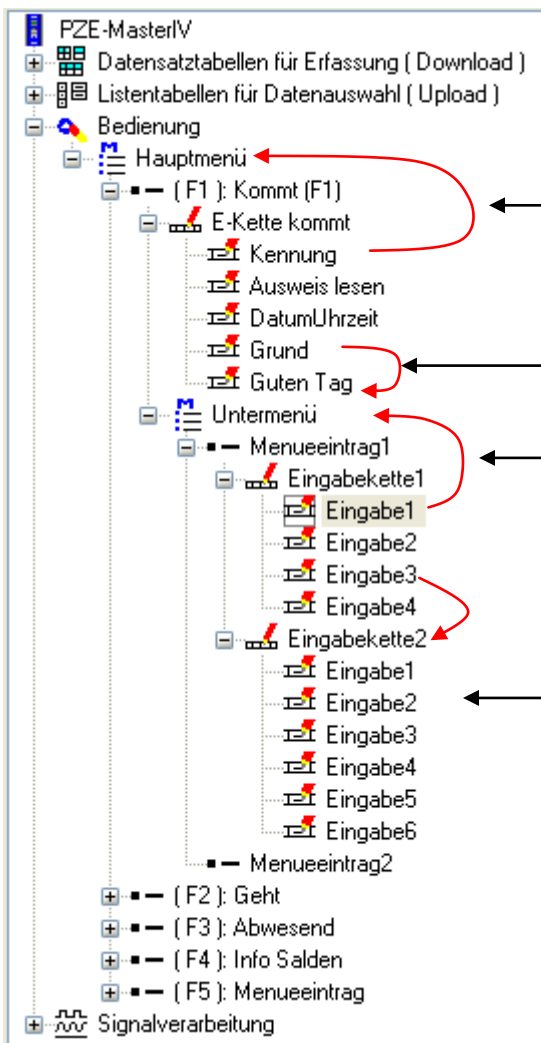 PZE-MasterIV
Datensatztabellen für Erfassung ( Download )
Listentabellen für Datenauswahl ( Upload )
Bedienung
Hauptmenü
( F1 ): Kommt (F1)
E-Kette kommt
Kennung
Ausweis lesen
DatumUhrzeit
Grund
Guten Tag
Untermenü
Menueeintrag1
Eingabekette1
Eingabe1
Eingabe2
Eingabe3
Eingabe4
Eingabekette2
Eingabe1
Eingabe2
Eingabe3
Eingabe4
Eingabe5
Eingabe6
Menueeintrag2
( F2 ): Geht
( F3 ): Abwesend
( F4 ): Info Salden
( F5 ): Menueeintrag
Signalverarbeitung